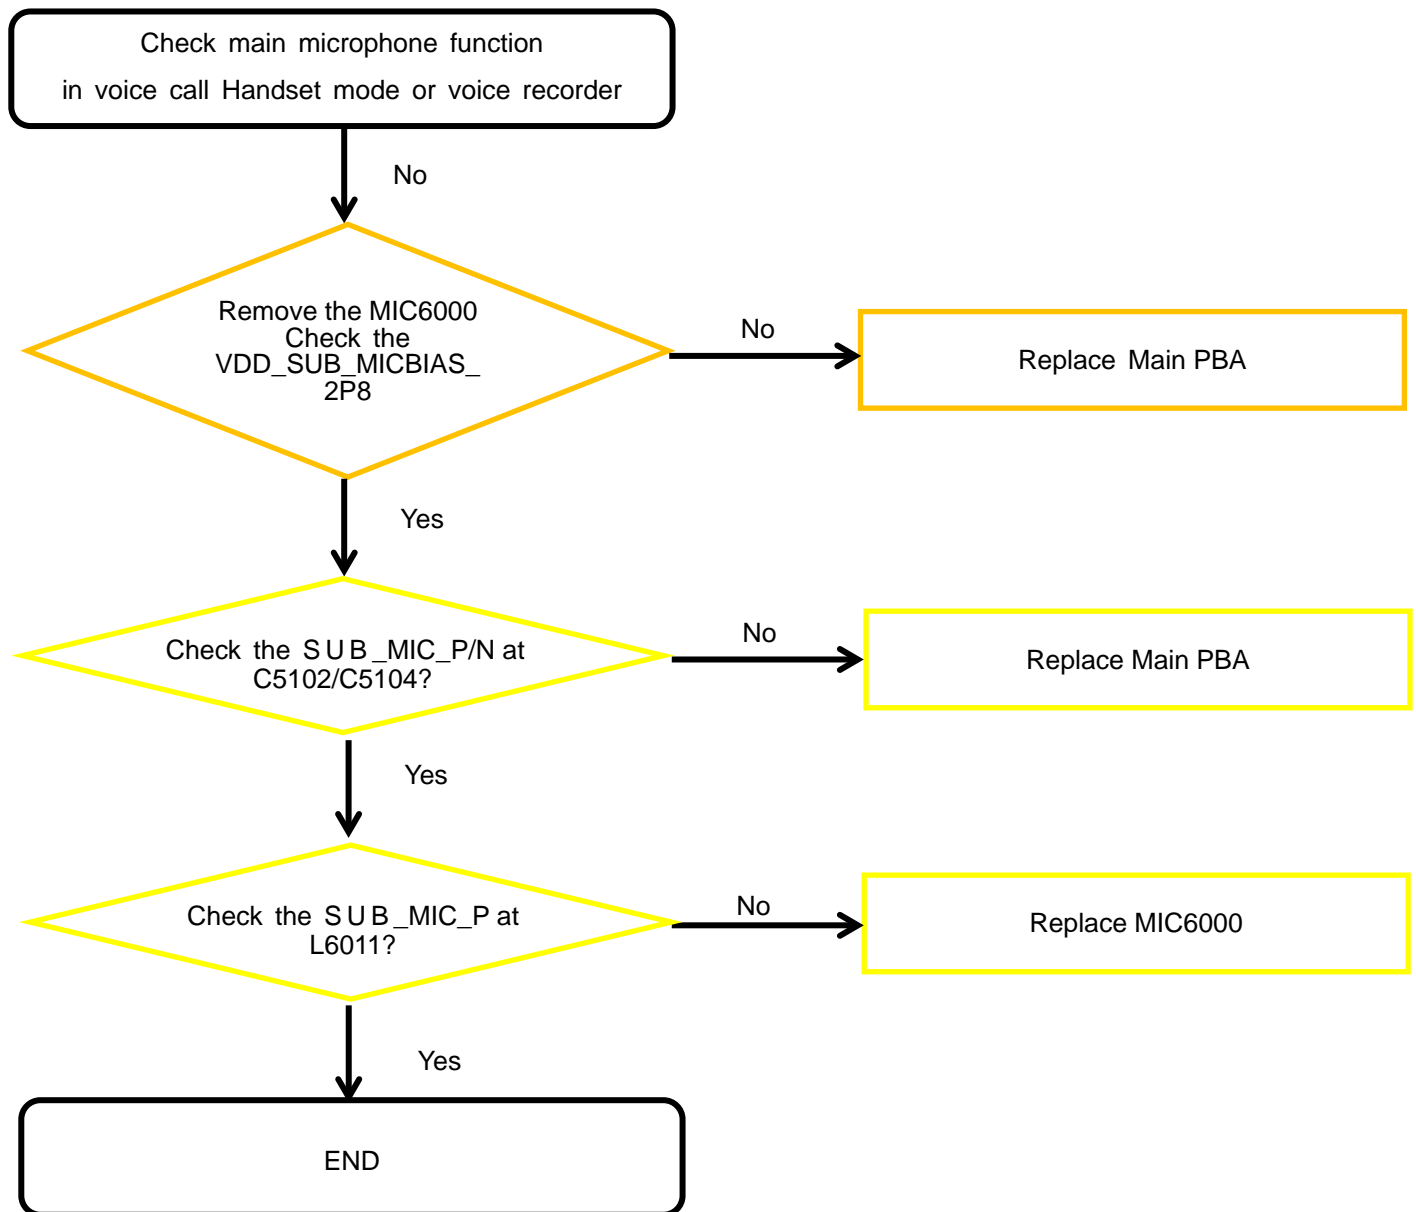 Check main microphone function
in voice call Handset mode or voice recorder
No
Remove the MIC6000
Check the
VDD_SUB_MICBIAS_
2P8
No
Replace Main PBA
Yes
Check the SUB_MIC_P/N at
C5102/C5104?
No
Replace Main PBA
Yes
Check the SUB_MIC_P at
L6011?
No
Replace MIC6000
Yes
END